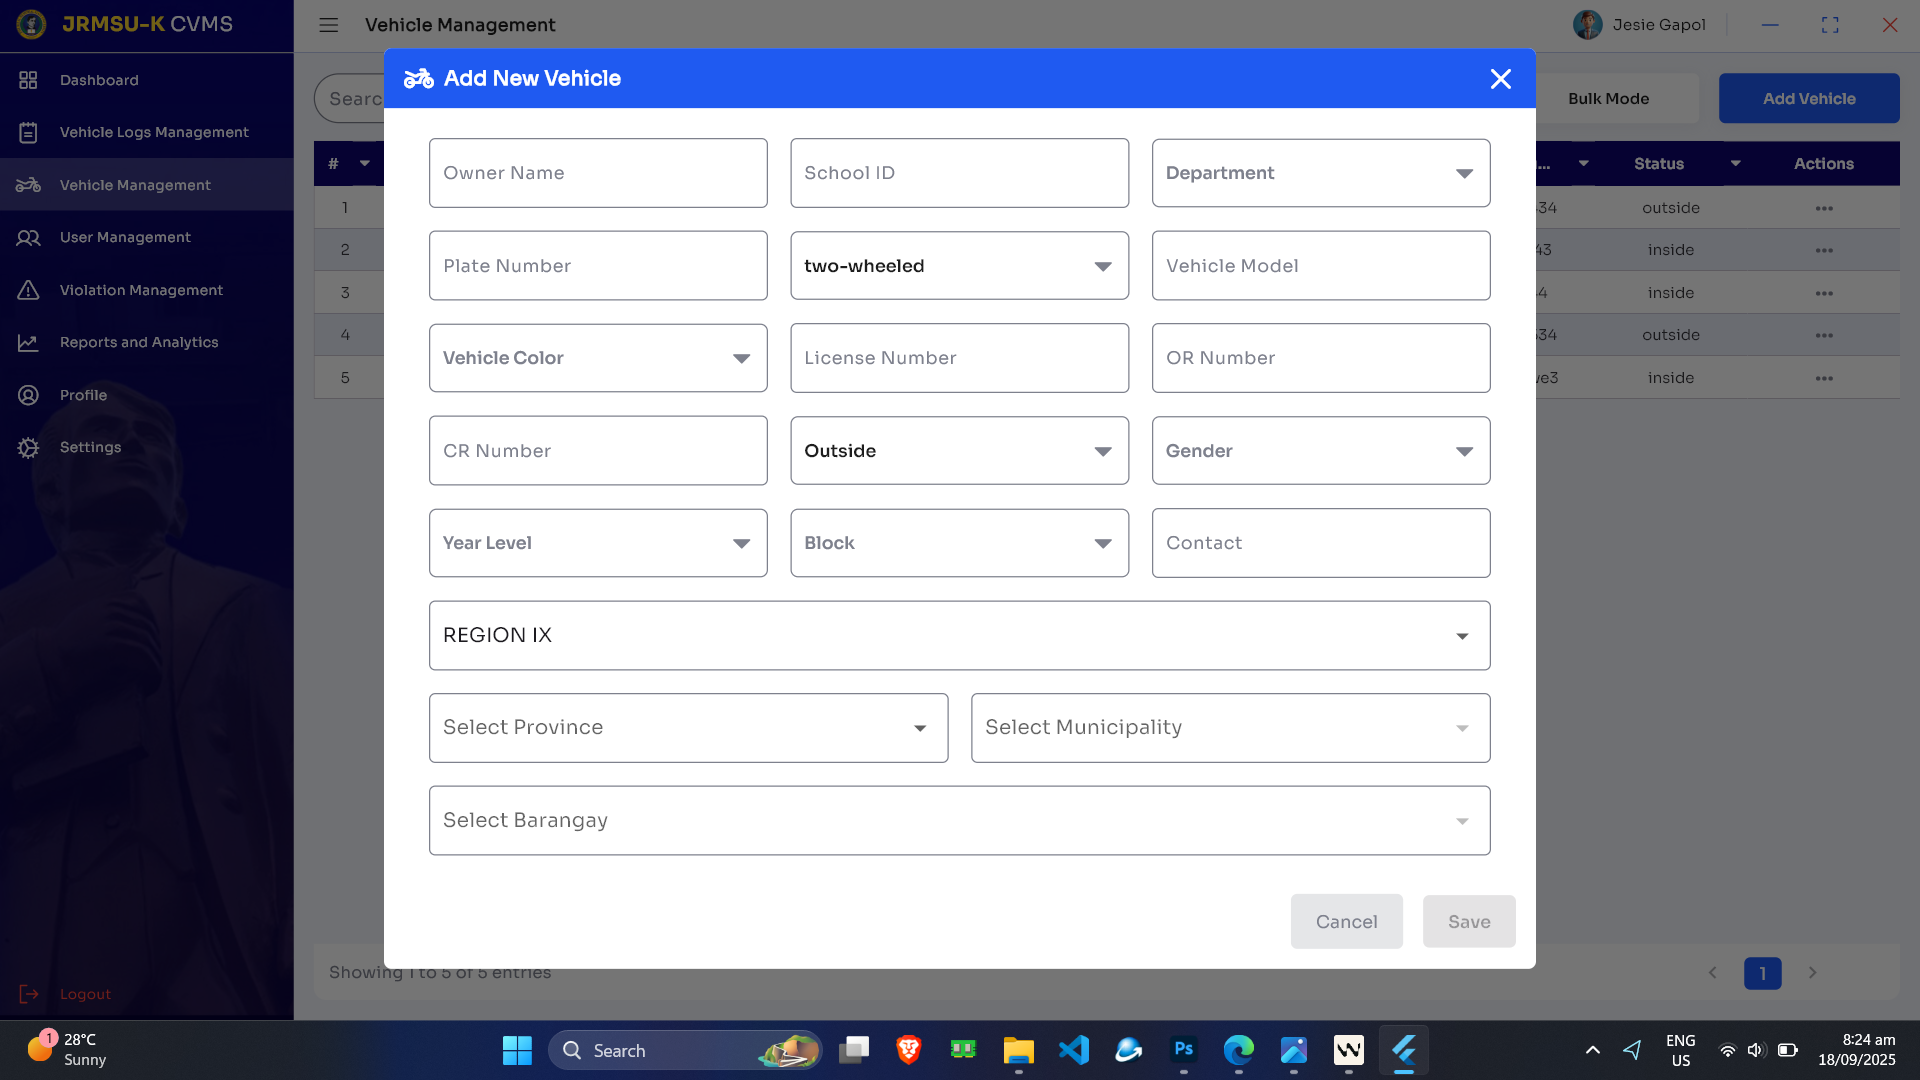 JRMSU-K CVMS
Vehicle Management
Jesie Gapol
Dashboard
Vehicle Logs Management
Vehicle Management
User Management
Violation Management
Reports and Analytics
Profile
Settings
Logout
Bulk Mode
Add Vehicle
# Status Actions
1 34 outside
2 43 inside
3 4 inside
4 34 outside
5 ve3 inside
Add New Vehicle
Owner Name School ID Department
Plate Number two-wheeled Vehicle Model
Vehicle Color License Number OR Number
CR Number Outside Gender
Year Level Block Contact
REGION IX
Select Province Select Municipality
Select Barangay
Cancel Save
Showing 1 to 5 of 5 entries
1
1
28°C
Sunny
Search
Ps
ENG
US
8:24 am
18/09/2025